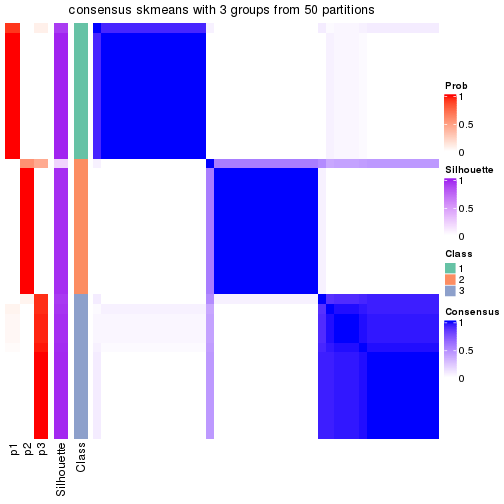 consensus skmeans with 3 groups from 50 partitions
Prob
1
0.5
0
Silhouette
1
0.5
0
Class
1
2
3
Consensus
1
0.5
0
p1
p2
p3
Silhouette
Class